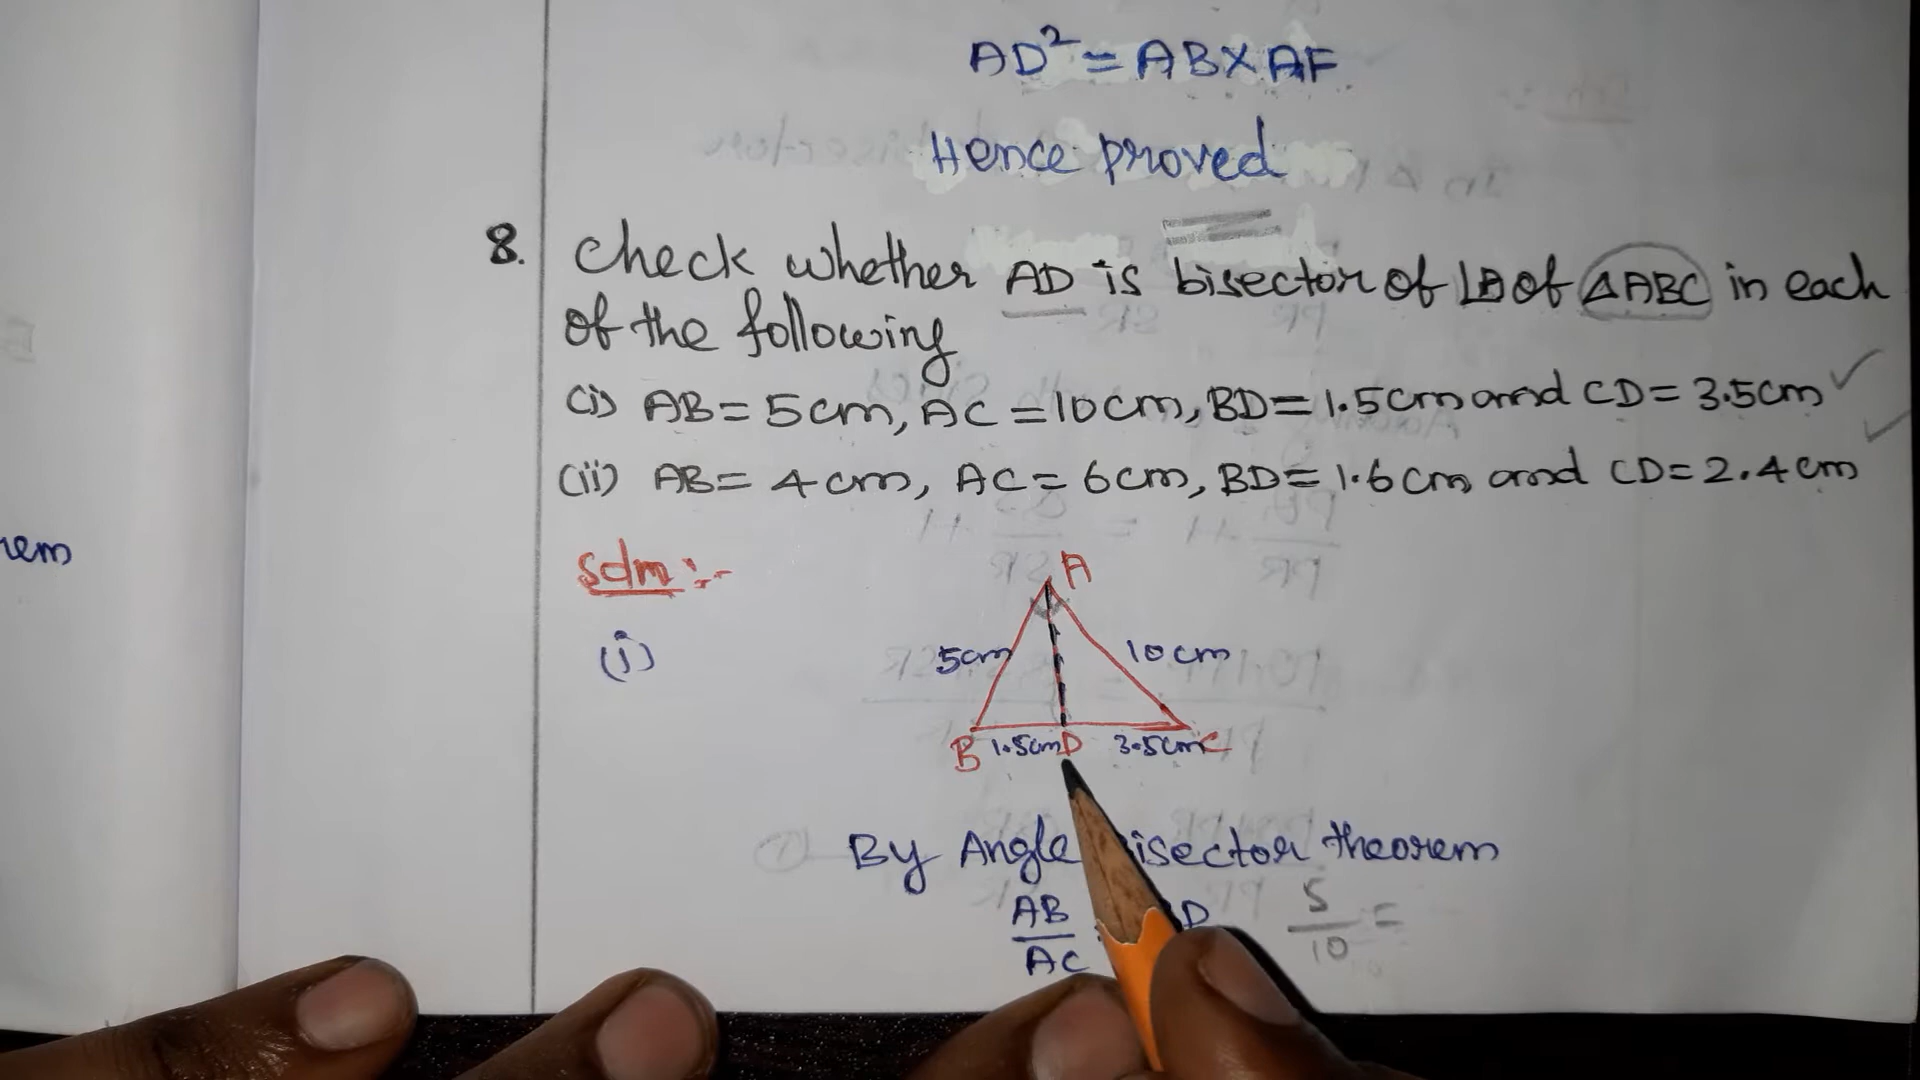 AD² = AB X AF
Hence proved
8. Check whether AD is bisector of ∠A of △ABC in each
of the following
(i) AB = 5cm, AC = 10cm, BD = 1.5cm and CD = 3.5cm
(ii) AB = 4cm, AC = 6cm, BD = 1.6cm and CD = 2.4cm
Soln :-
(i)
A
5cm 10cm
B 1.5cm D 3.5cm C
By Angle theorem
AB/AC 5/10 =